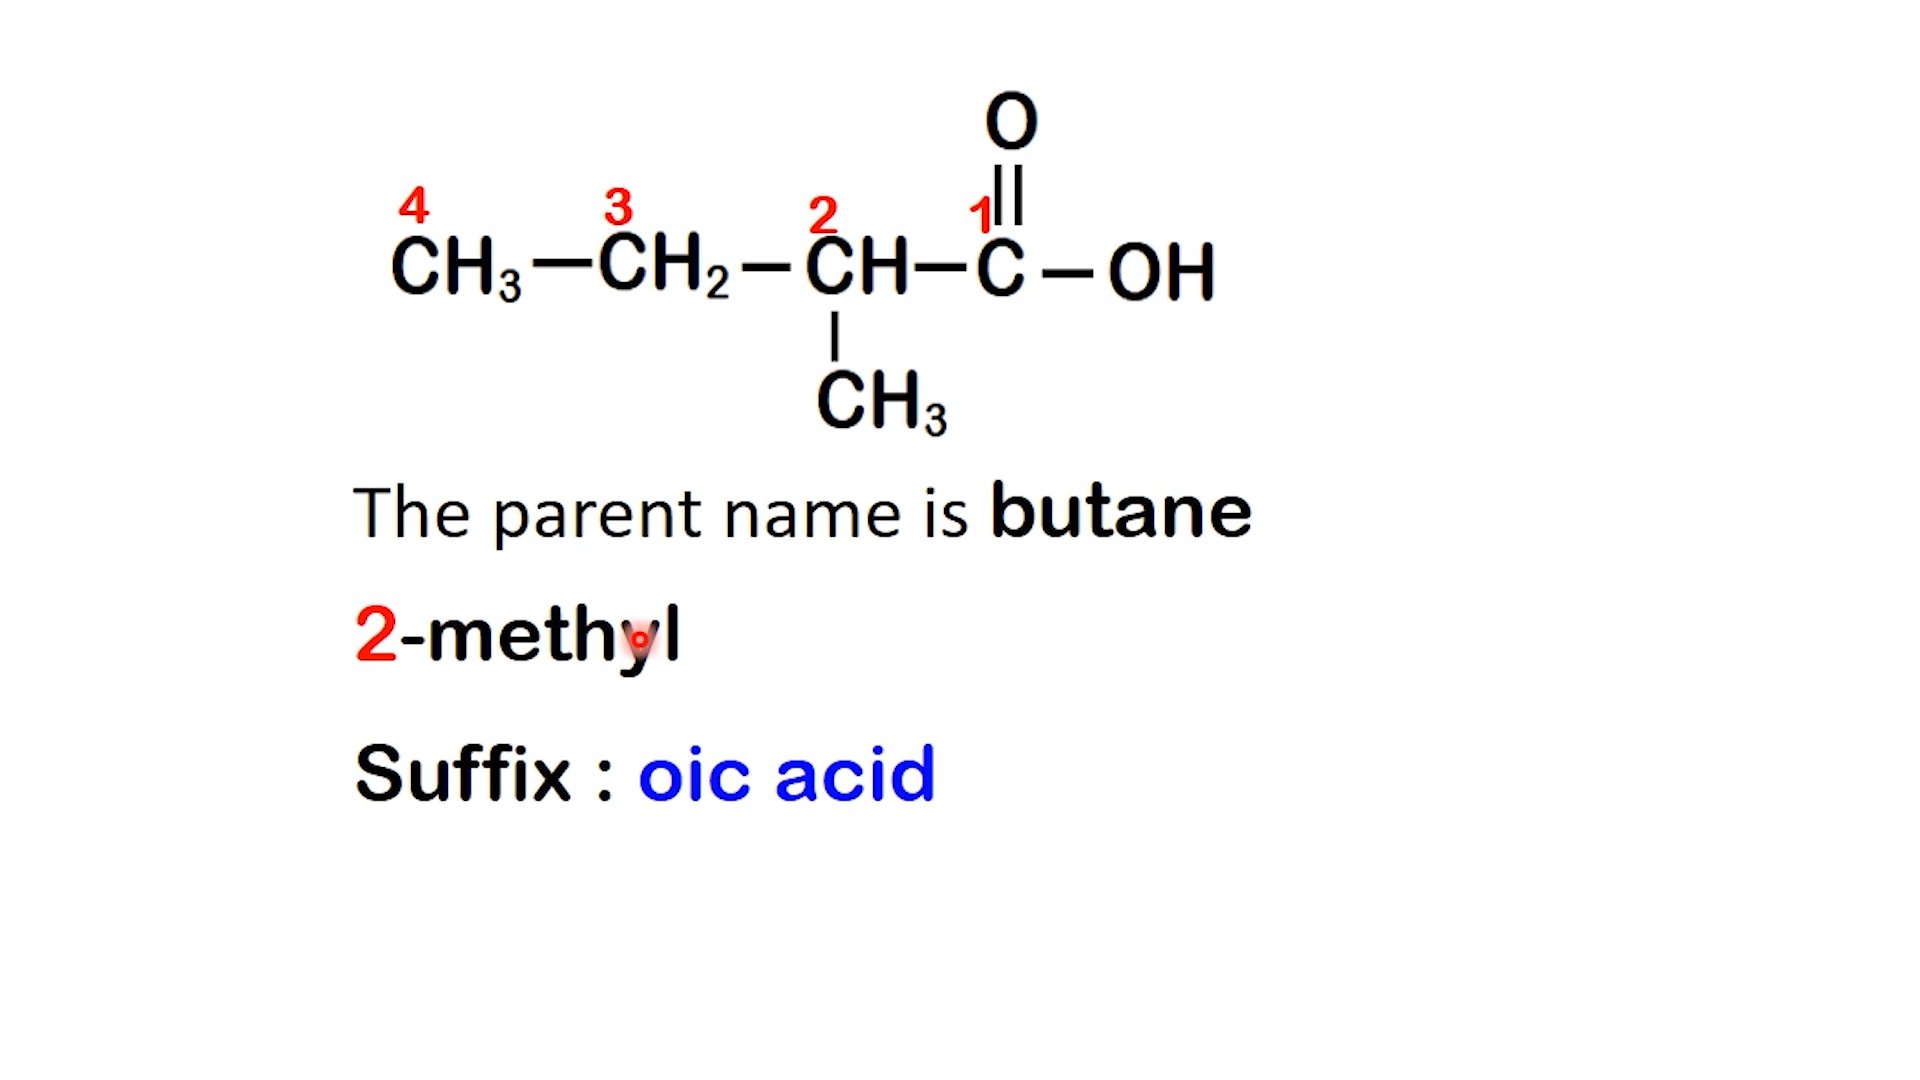 O
4 3 2 1
CH₃—CH₂—CH—C—OH
CH₃
The parent name is butane
2-methyl
Suffix : oic acid